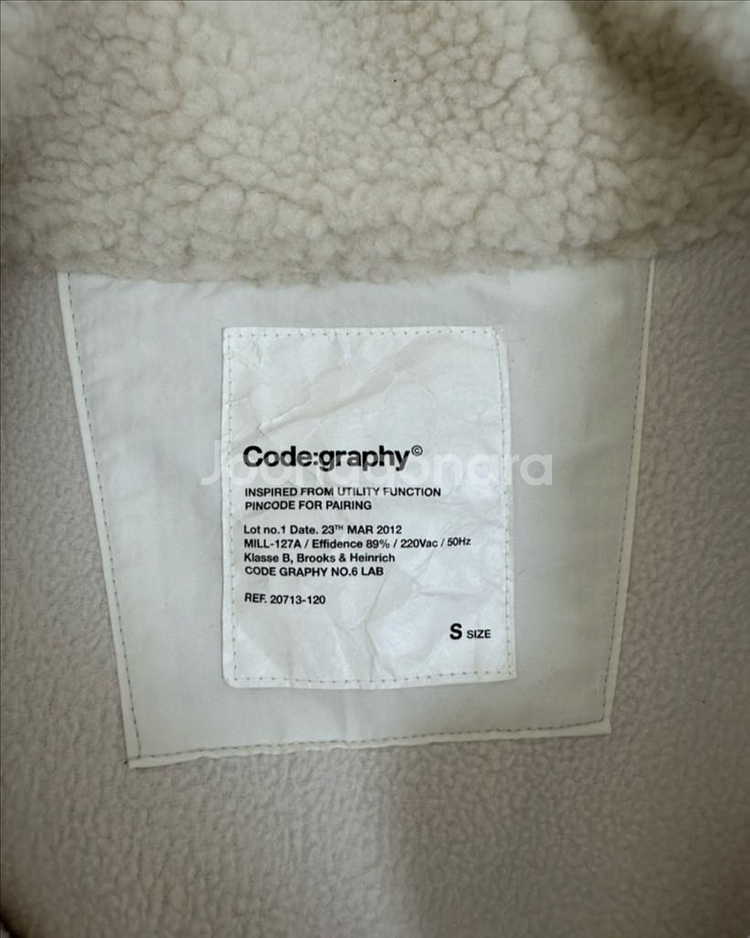 Code:graphy©
Joonggonara
INSPIRED FROM UTILITY FUNCTION
PINCODE FOR PAIRING
Lot no.1 Date. 23TH MAR 2012
MILL-127A / Effidence 89% / 220Vac / 50Hz
Klasse B, Brooks & Heinrich
CODE GRAPHY NO.6 LAB
REF. 20713-120
S SIZE